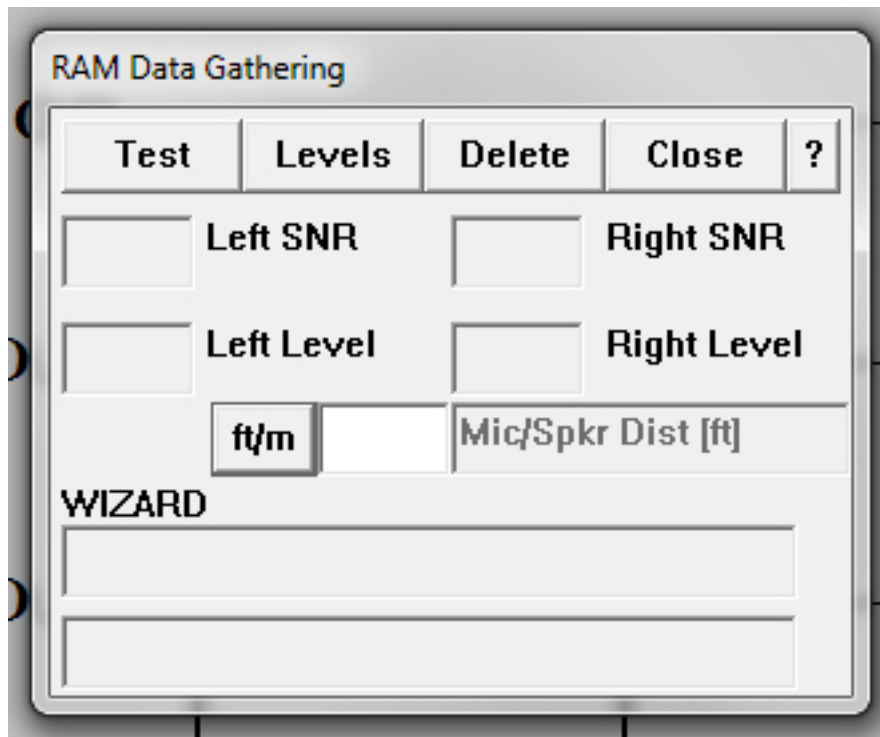 RAM Data Gathering
Test Levels Delete Close ?
Left SNR Right SNR
Left Level Right Level
ft/m Mic/Spkr Dist [ft]
WIZARD